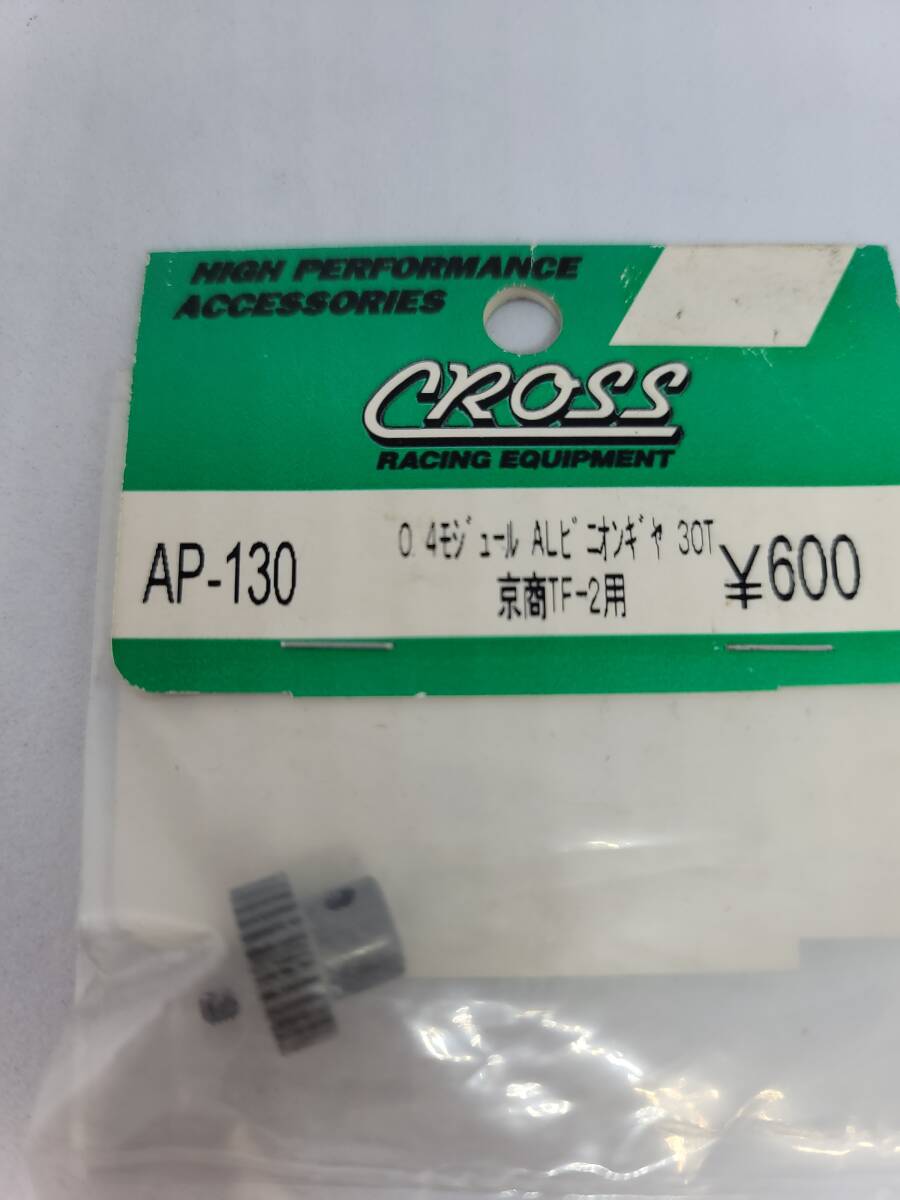 HIGH PERFORMANCE
ACCESSORIES
CROSS
RACING EQUIPMENT
AP-130
0.4ﾓｼﾞｭｰﾙ ALﾋﾟﾆｵﾝｷﾞﾔ 30T
京商TF-2用
¥600